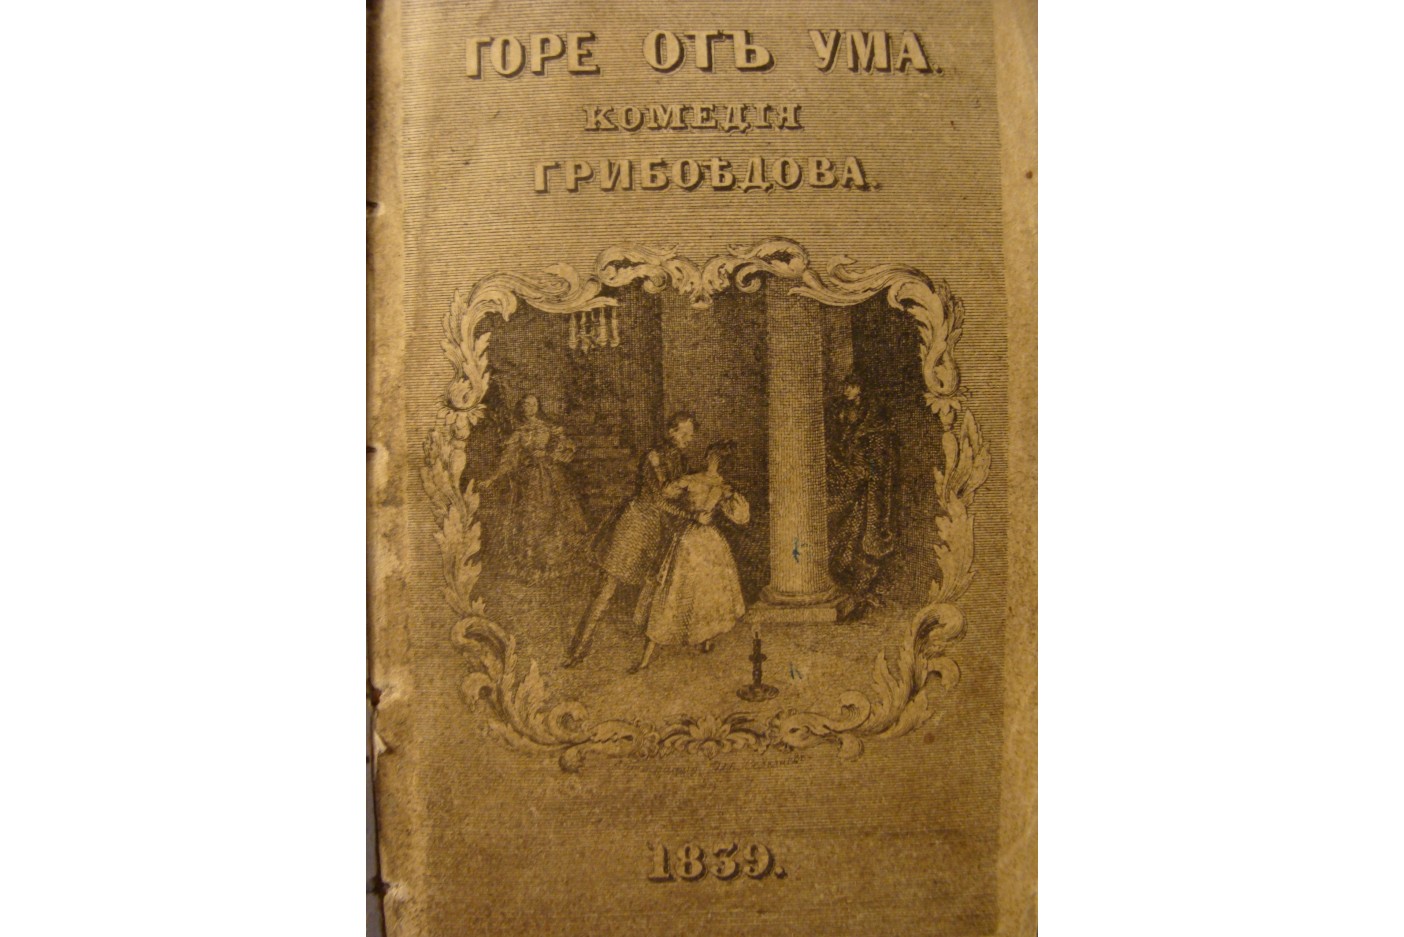 ГОРЕ ОТЪ УМА.
КОМЕДІЯ
ГРИБОѢДОВА.
1839.